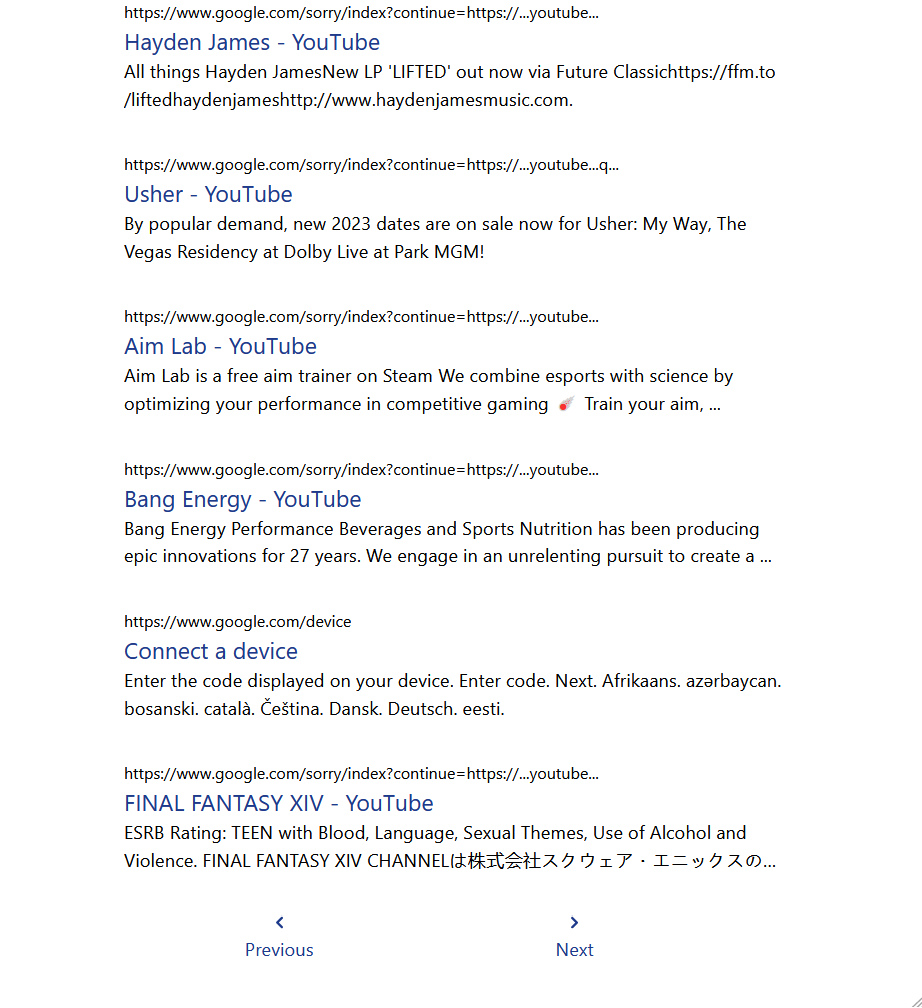 https://www.google.com/sorry/index?continue=https://...youtube...
Hayden James - YouTube
All things Hayden JamesNew LP 'LIFTED' out now via Future Classichttps://ffm.to
/liftedhaydenjameshttp://www.haydenjamesmusic.com.
https://www.google.com/sorry/index?continue=https://...youtube...q...
Usher - YouTube
By popular demand, new 2023 dates are on sale now for Usher: My Way, The
Vegas Residency at Dolby Live at Park MGM!
https://www.google.com/sorry/index?continue=https://...youtube...
Aim Lab - YouTube
Aim Lab is a free aim trainer on Steam We combine esports with science by
optimizing your performance in competitive gaming ☄️ Train your aim, ...
https://www.google.com/sorry/index?continue=https://...youtube...
Bang Energy - YouTube
Bang Energy Performance Beverages and Sports Nutrition has been producing
epic innovations for 27 years. We engage in an unrelenting pursuit to create a ...
https://www.google.com/device
Connect a device
Enter the code displayed on your device. Enter code. Next. Afrikaans. azərbaycan.
bosanski. català. Čeština. Dansk. Deutsch. eesti.
https://www.google.com/sorry/index?continue=https://...youtube...
FINAL FANTASY XIV - YouTube
ESRB Rating: TEEN with Blood, Language, Sexual Themes, Use of Alcohol and
Violence. FINAL FANTASY XIV CHANNELは株式会社スクウェア・エニックスの...
Previous
Next